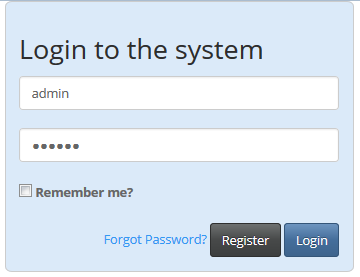 Login to the system
admin
••••••
Remember me?
Forgot Password? Register Login